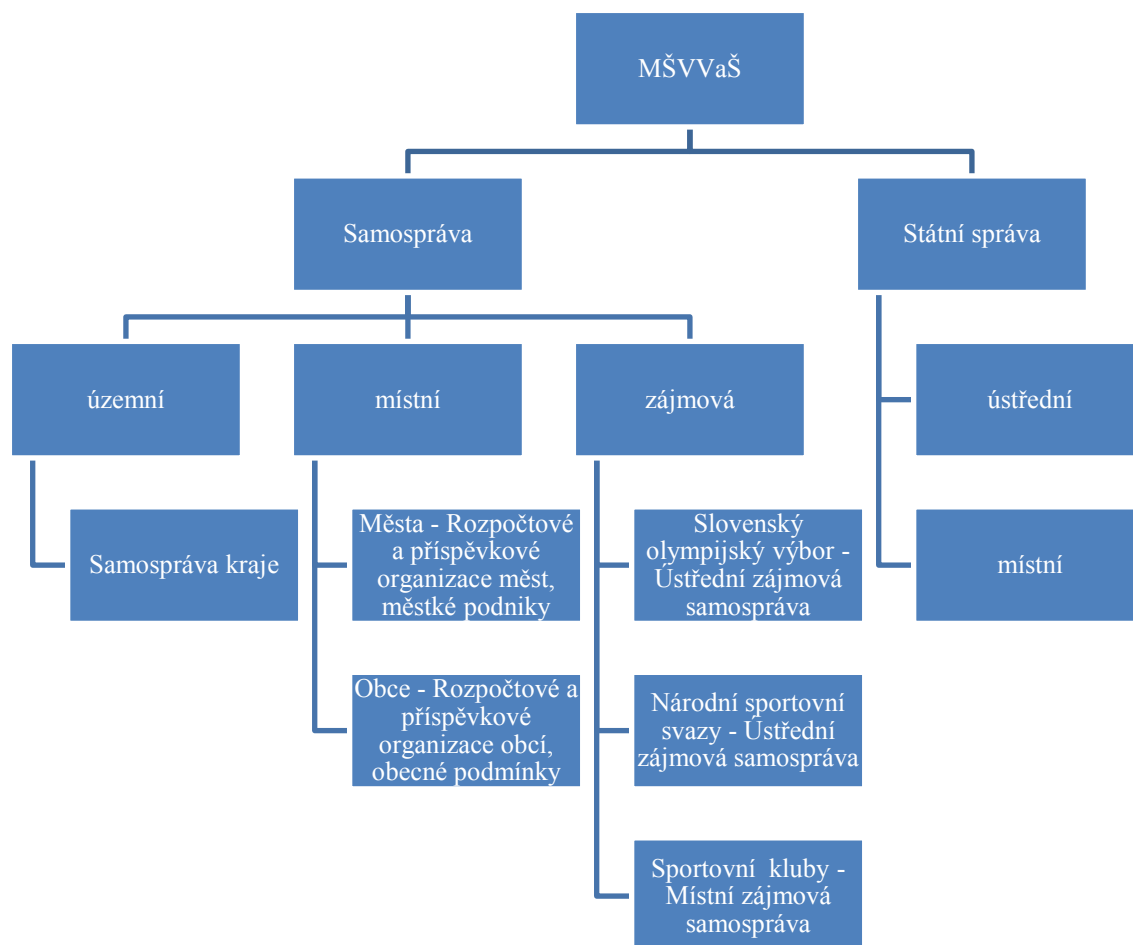 MŠVVaŠ
Samospráva
Státní správa
územní
místní
zájmová
ústřední
Samospráva kraje
Města - Rozpočtové
a příspěvkové
organizace měst,
městké podniky
Slovenský
olympijský výbor -
Ústřední zájmová
samospráva
místní
Obce - Rozpočtové a
příspěvkové
organizace obcí,
obecné podmínky
Národní sportovní
svazy - Ústřední
zájmová samospráva
Sportovní kluby -
Místní zájmová
samospráva